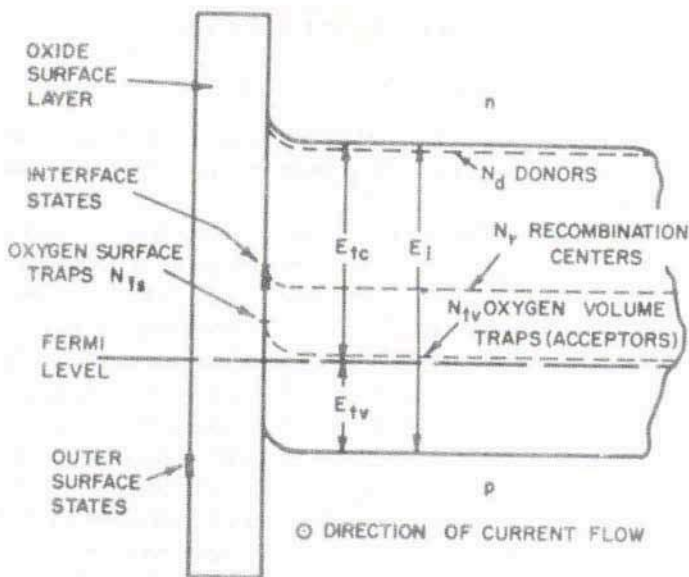 OXIDE
SURFACE
LAYER
n
N_d DONORS
INTERFACE
STATES
N_r RECOMBINATION
CENTERS
E_tc
E_i
OXYGEN SURFACE
TRAPS N_ts
N_tv OXYGEN VOLUME
TRAPS (ACCEPTORS)
FERMI
LEVEL
E_tv
OUTER
SURFACE
STATES
p
⊙ DIRECTION OF CURRENT FLOW